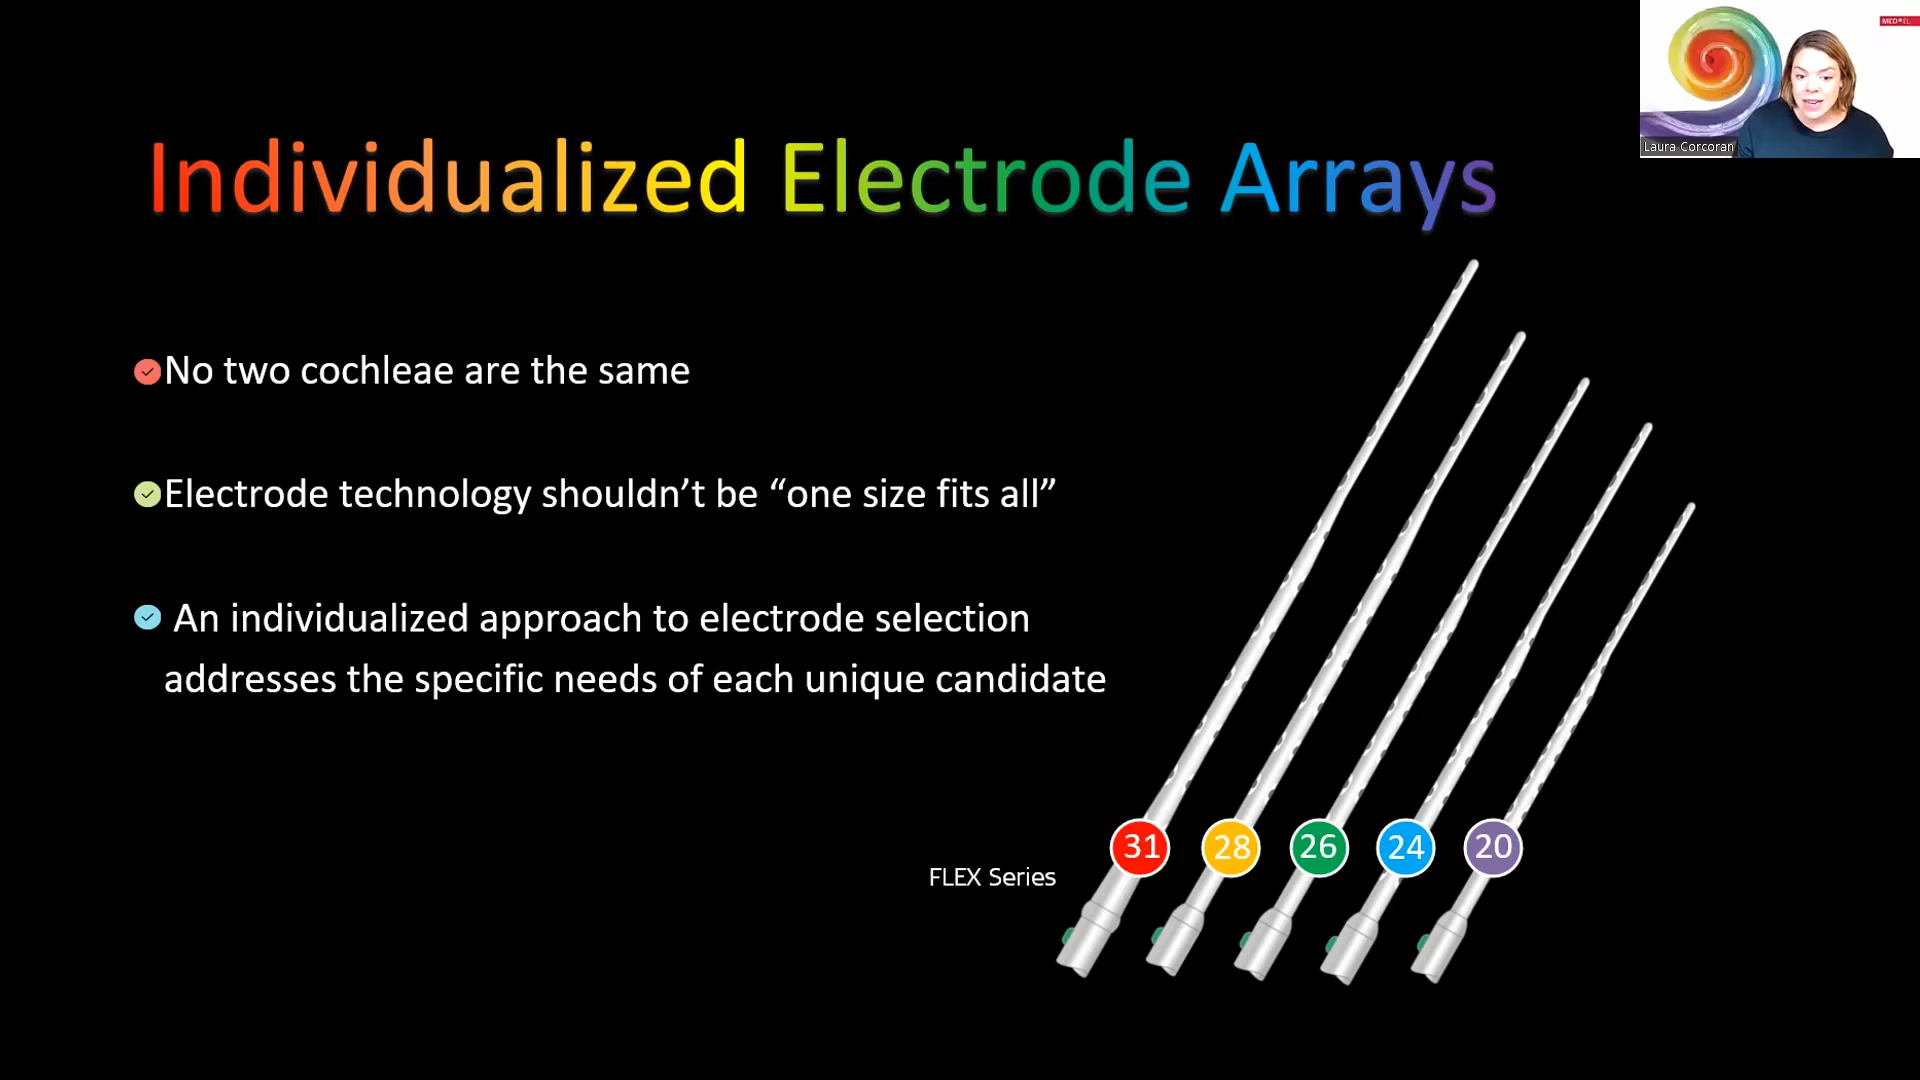 MED●EL
Laura Corcoran
Individualized Electrode Arrays
No two cochleae are the same
Electrode technology shouldn’t be “one size fits all”
An individualized approach to electrode selection
addresses the specific needs of each unique candidate
31 28 26 24 20
FLEX Series